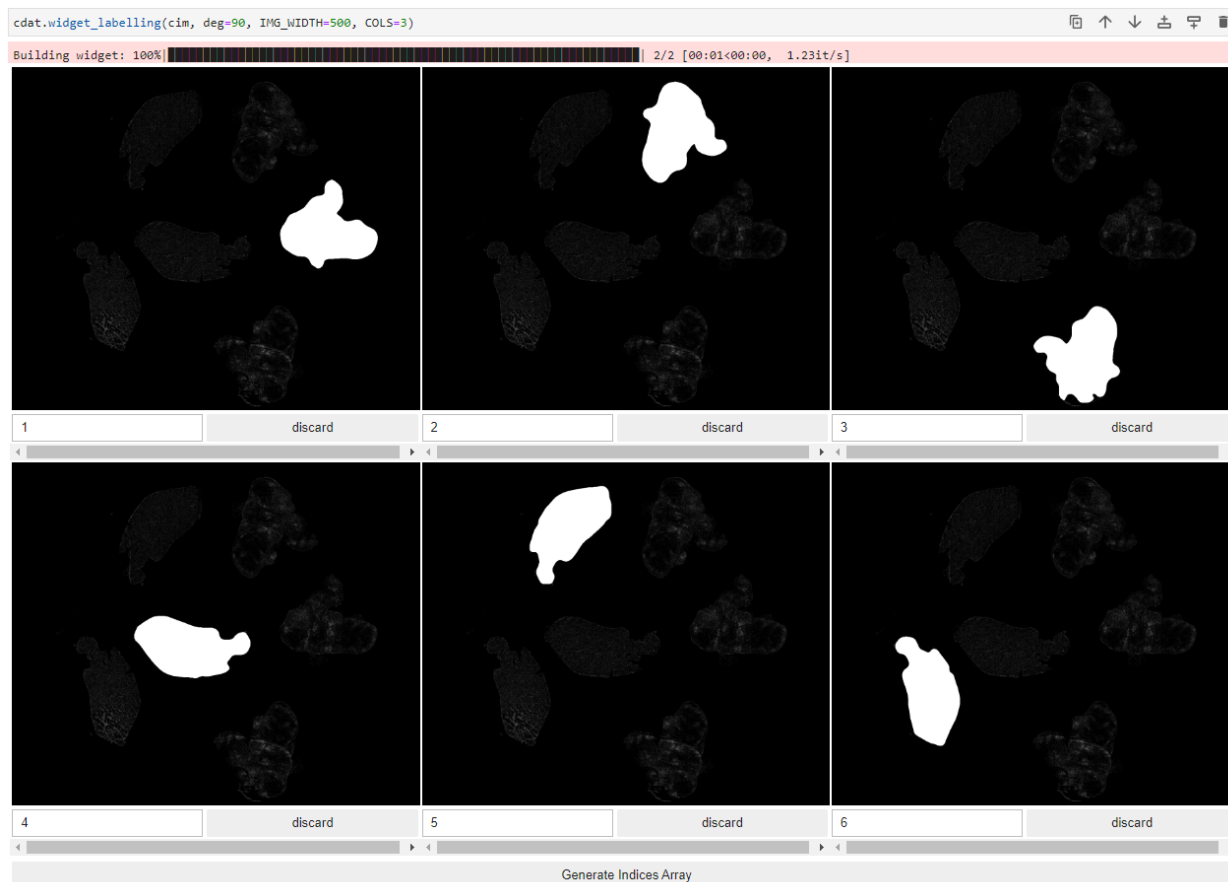 cdat.widget_labelling(cim, deg=90, IMG_WIDTH=500, COLS=3)
Building widget: 100%| | 2/2 [00:01<00:00, 1.23it/s]
1 discard 2 discard 3 discard
4 discard 5 discard 6 discard
Generate Indices Array